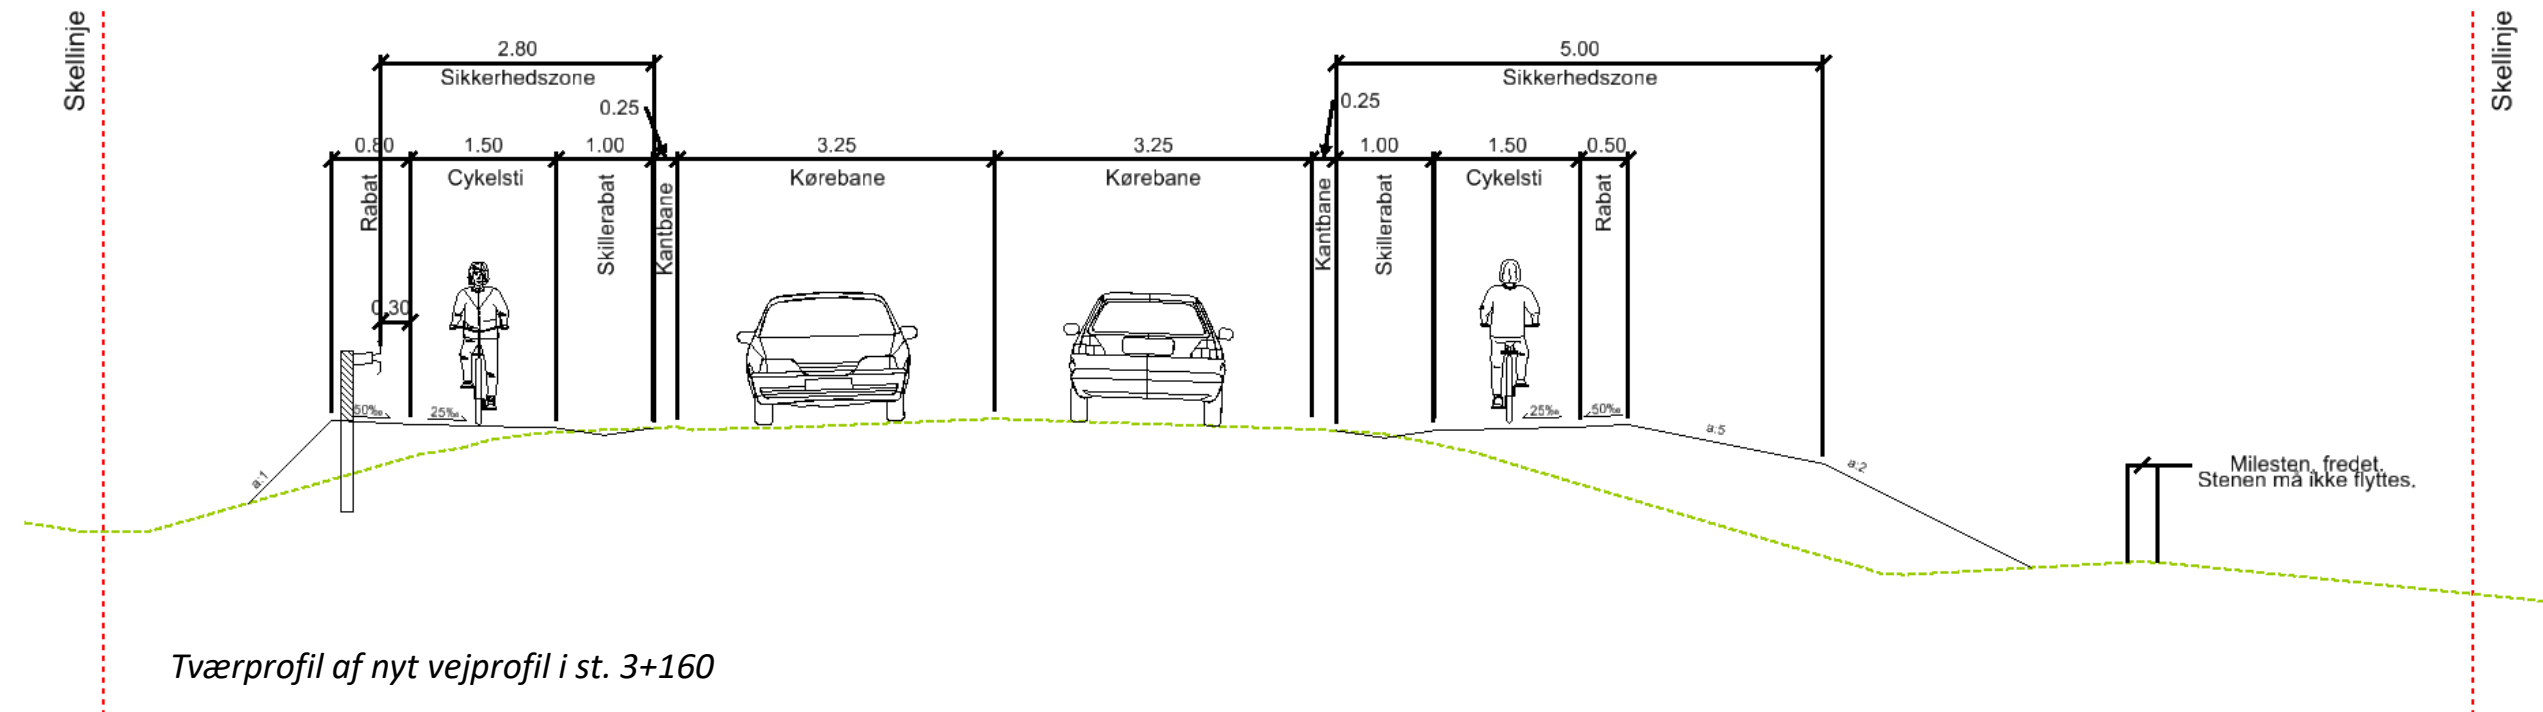 Skellinje
Skellinje
2.80
Sikkerhedszone
5.00
Sikkerhedszone
0.25
0.25
0.80
1.50
1.00
3.25
3.25
1.00
1.50
0.50
Rabat
Cykelsti
Skillerabat
Kantbane
Kørebane
Kørebane
Kantbane
Skillerabat
Cykelsti
Rabat
0.30
50‰
25‰
25‰
50‰
a:1
a:5
a:2
Milesten, fredet.
Stenen må ikke flyttes.
Tværprofil af nyt vejprofil i st. 3+160